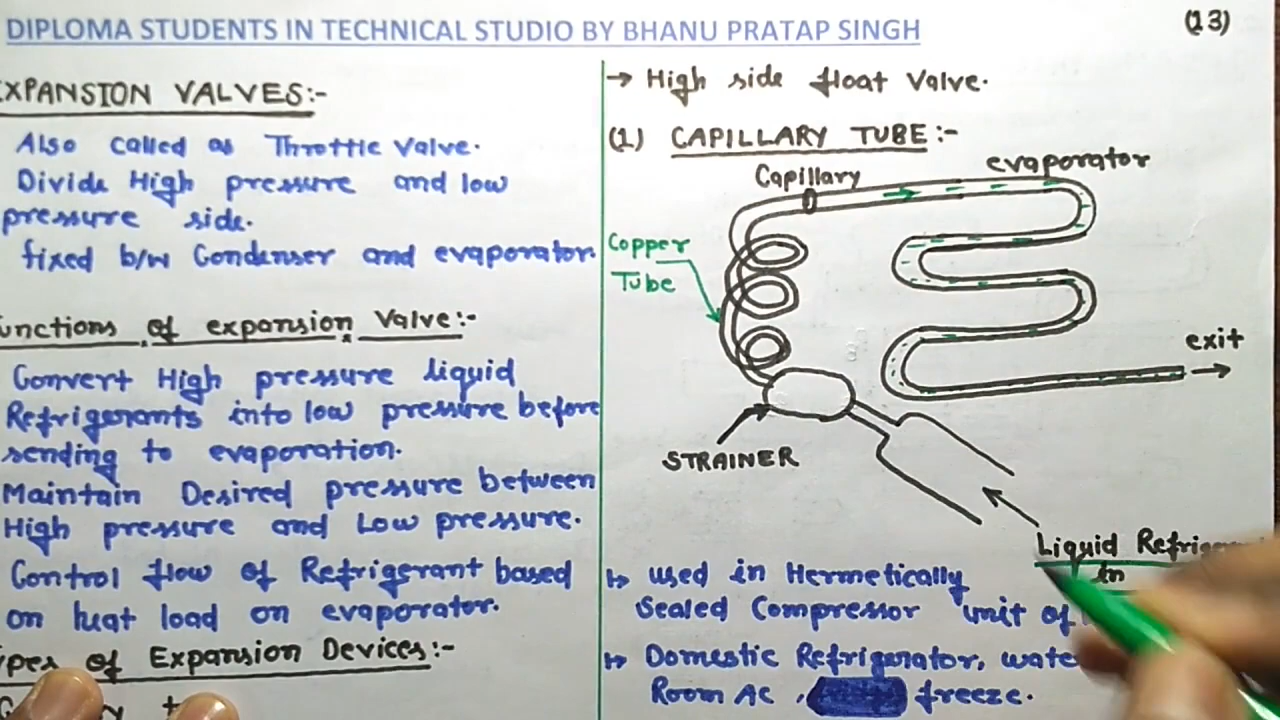 DIPLOMA STUDENTS IN TECHNICAL STUDIO BY BHANU PRATAP SINGH
(13)
XPANSION VALVES:-
Also called as Throttle Valve.
Divide High pressure and low
pressure side.
fixed b/w Condenser and evaporator.
unctions of expansion Valve:-
Convert High pressure liquid
Refrigerants into low pressure before
sending to evaporation.
Maintain Desired pressure between
High pressure and Low pressure.
Control flow of Refrigerant based
on heat load on evaporator.
ypes of Expansion Devices:-
→ High side float Valve.
(1) CAPILLARY TUBE:-
evaporator
Capillary
Copper
Tube
exit
STRAINER
Liquid Refrigera
in
↦ used in Hermetically
Sealed Compressor unit of
↦ Domestic Refrigerator, wate
Room AC, freeze.